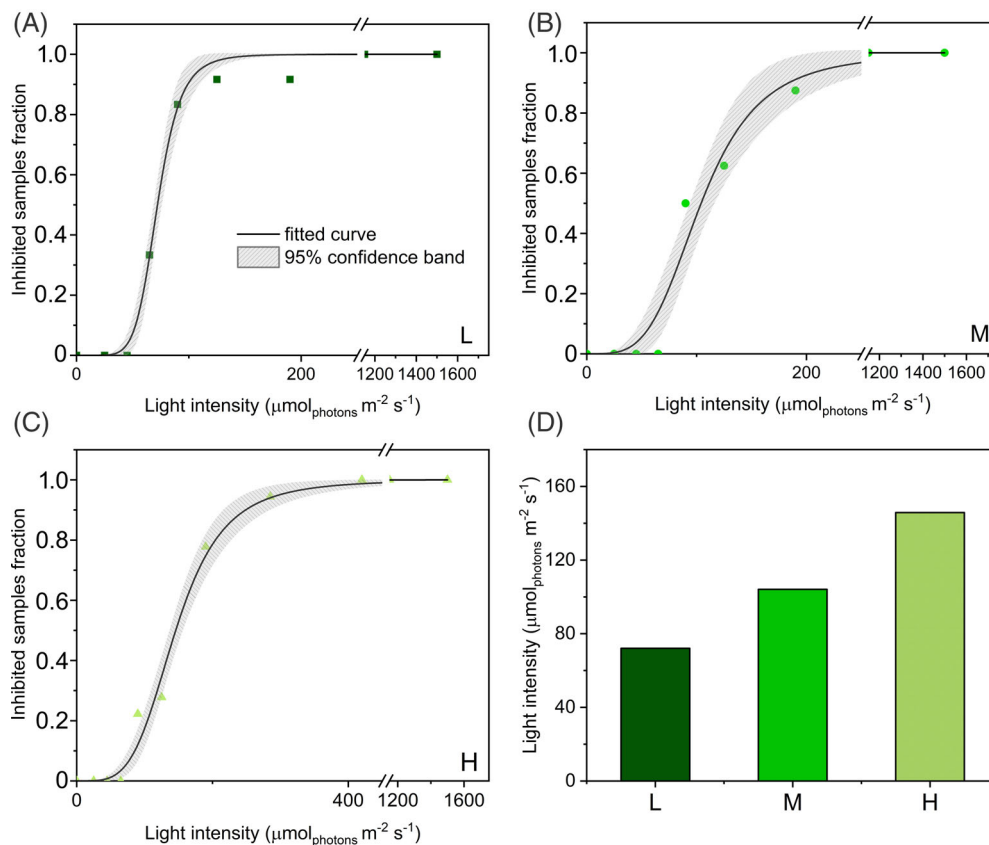 (A)
Inhibited samples fraction
1.0
0.8
0.6
0.4
0.2
0
fitted curve
95% confidence band
L
0 200 1200 1400 1600
Light intensity (μmolphotons m-2 s-1)
(B)
Inhibited samples fraction
1.0
0.8
0.6
0.4
0.2
0
M
0 200 1200 1400 1600
Light intensity (μmolphotons m-2 s-1)
(C)
Inhibited samples fraction
1.0
0.8
0.6
0.4
0.2
0
H
0 400 1200 1600
Light intensity (μmolphotons m-2 s-1)
(D)
Light intensity (μmolphotons m-2 s-1)
160
120
80
40
0
L M H